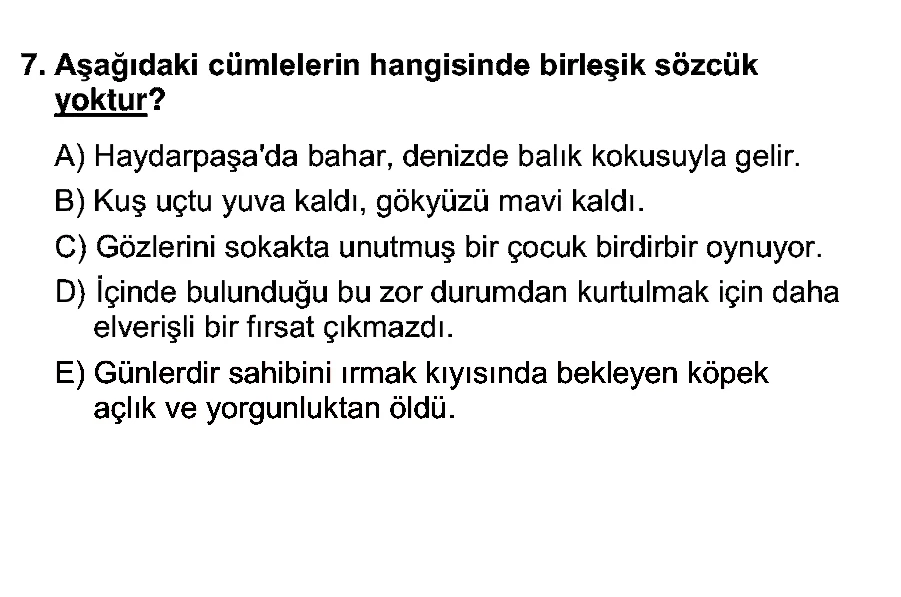 7. Aşağıdaki cümlelerin hangisinde birleşik sözcük
yoktur?
A) Haydarpaşa'da bahar, denizde balık kokusuyla gelir.
B) Kuş uçtu yuva kaldı, gökyüzü mavi kaldı.
C) Gözlerini sokakta unutmuş bir çocuk birdirbir oynuyor.
D) İçinde bulunduğu bu zor durumdan kurtulmak için daha
elverişli bir fırsat çıkmazdı.
E) Günlerdir sahibini ırmak kıyısında bekleyen köpek
açlık ve yorgunluktan öldü.